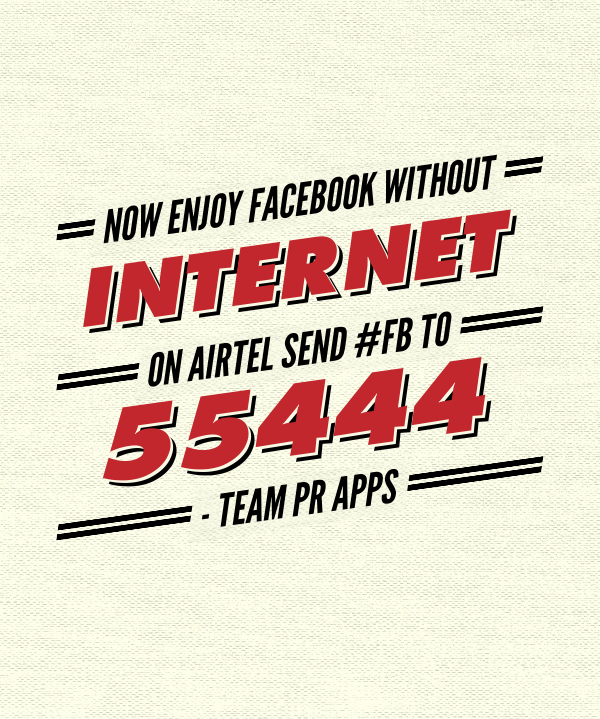 NOW ENJOY FACEBOOK WITHOUT
INTERNET
ON AIRTEL SEND #FB TO
55444
- TEAM PR APPS